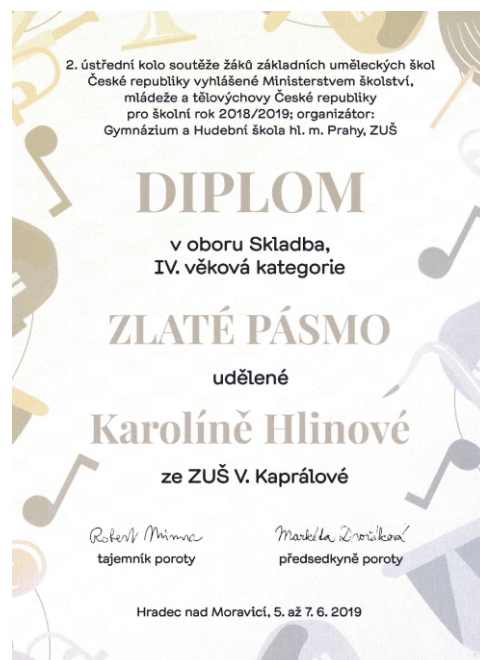 2. ústřední kolo soutěže žáků základních uměleckých škol
České republiky vyhlášené Ministerstvem školství,
mládeže a tělovýchovy České republiky
pro školní rok 2018/2019; organizátor:
Gymnázium a Hudební škola hl. m. Prahy, ZUŠ
DIPLOM
v oboru Skladba,
IV. věková kategorie
ZLATÉ PÁSMO
udělené
Karolíně Hlinové
ze ZUŠ V. Kaprálové
Robert Mimra Markéta Dvořáková
tajemník poroty předsedkyně poroty
Hradec nad Moravicí, 5. až 7. 6. 2019